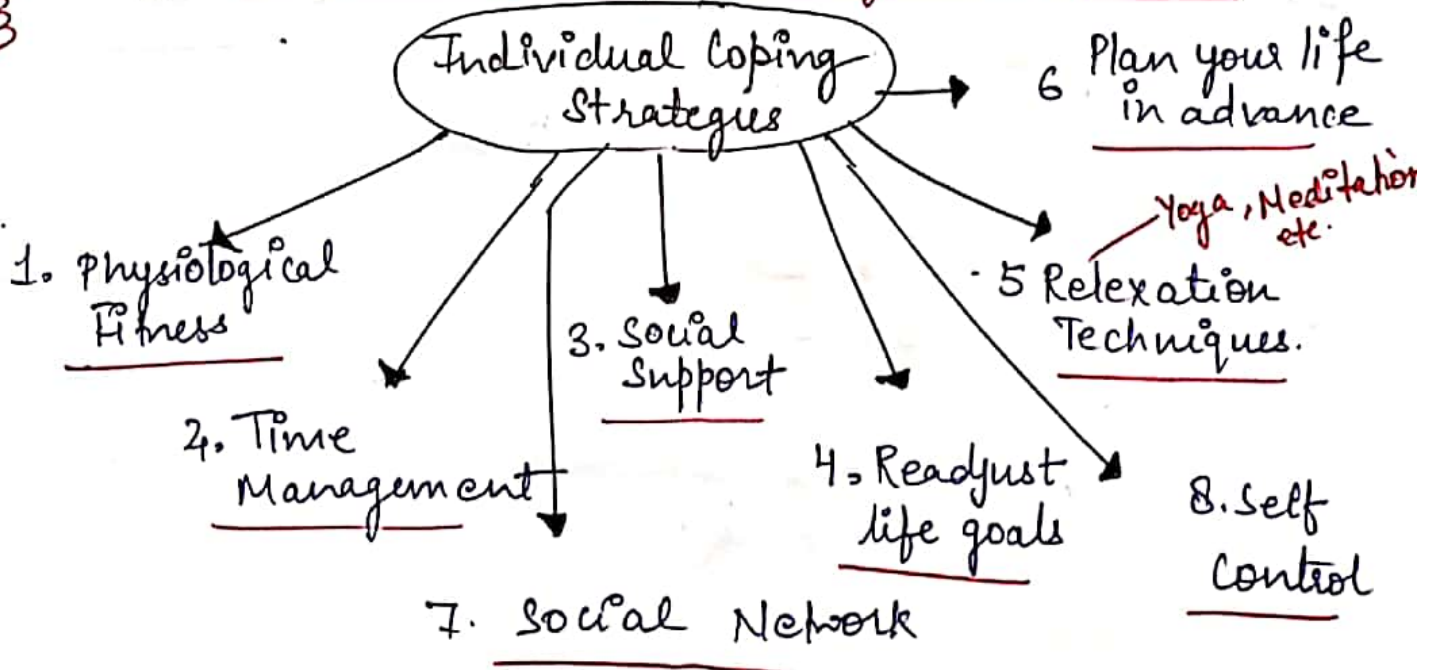 Individual Coping
Strategies
1. Physiological
Fitness
2. Time
Management
3. Social
Support
4. Readjust
life goals
5 Relexation
Techniques.
Yoga, Meditation
etc.
6 Plan your life
in advance
7. Social Network
8. Self
Control